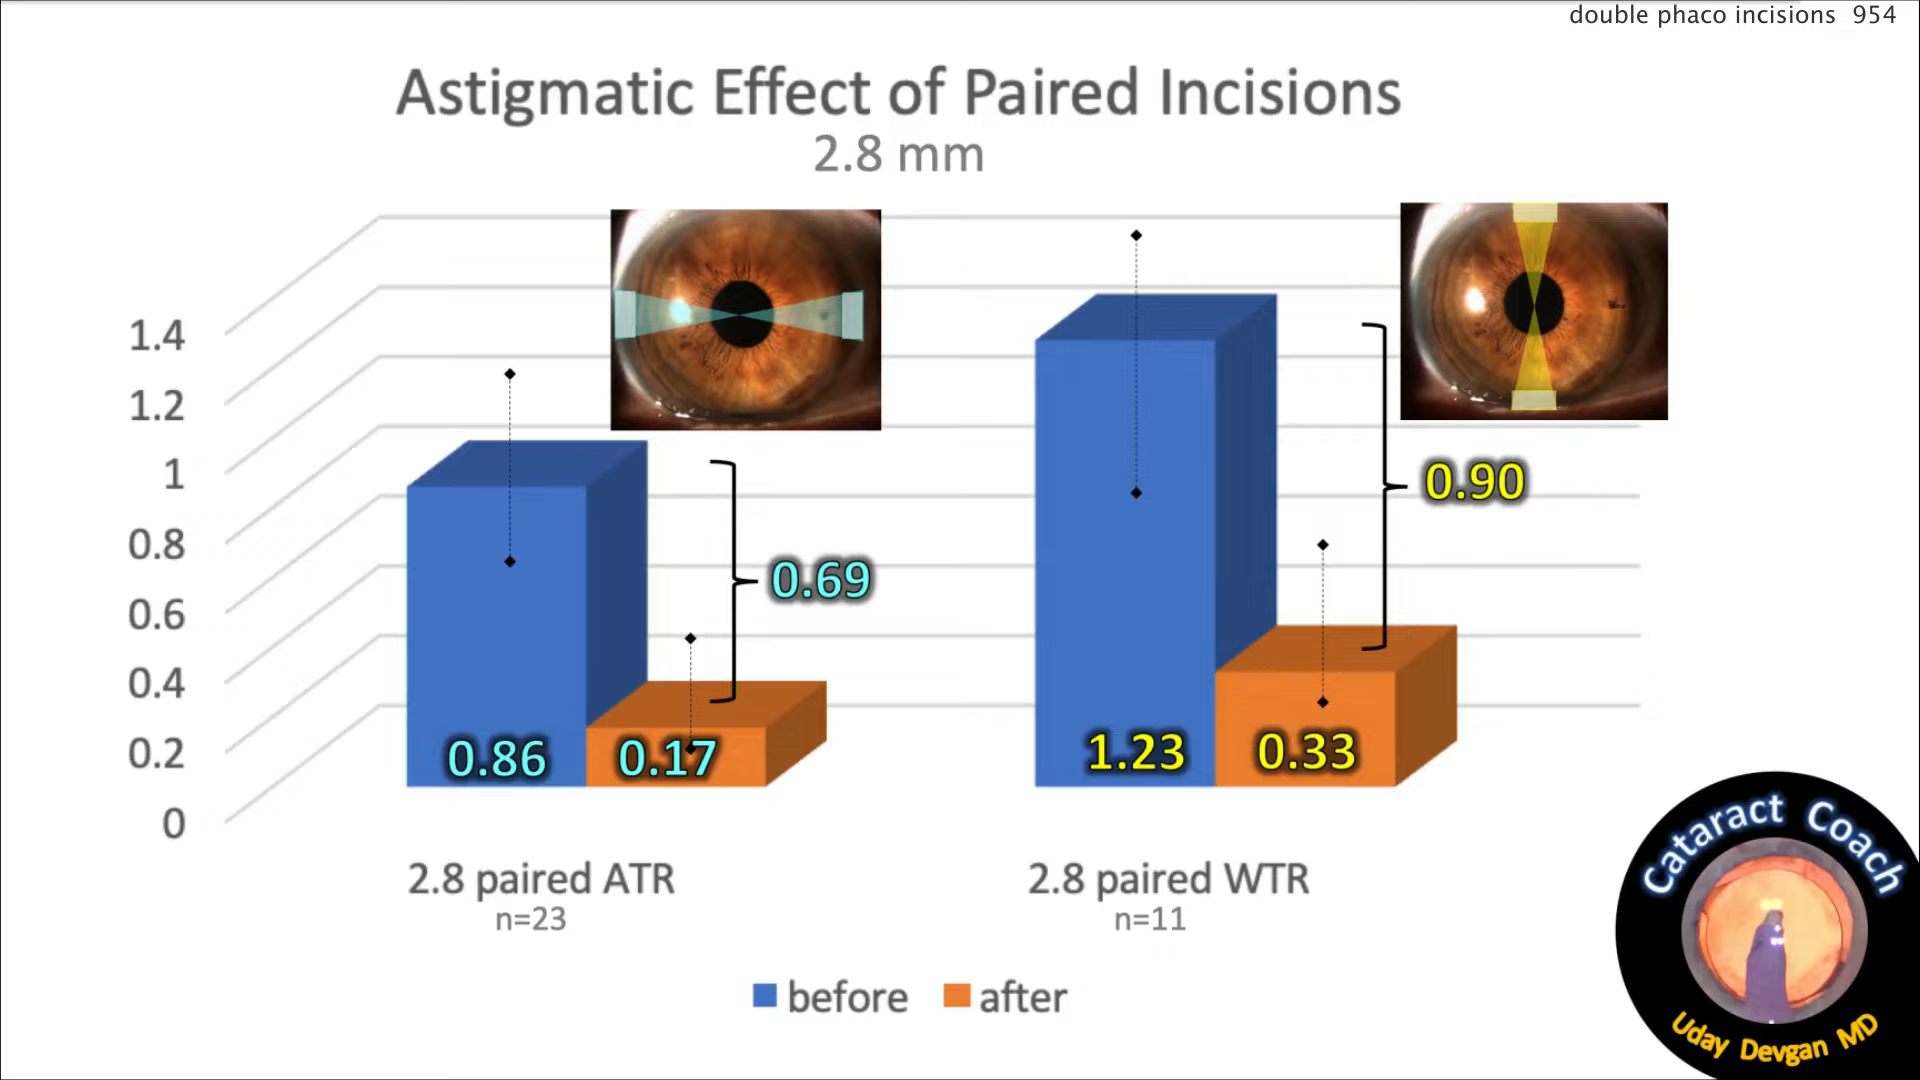 double phaco incisions 954
Astigmatic Effect of Paired Incisions
2.8 mm
1.4
1.2
1
0.8
0.6
0.4
0.2
0
0.69
0.90
0.86
0.17
1.23
0.33
2.8 paired ATR
n=23
2.8 paired WTR
n=11
before
after
Cataract Coach
Uday Devgan MD